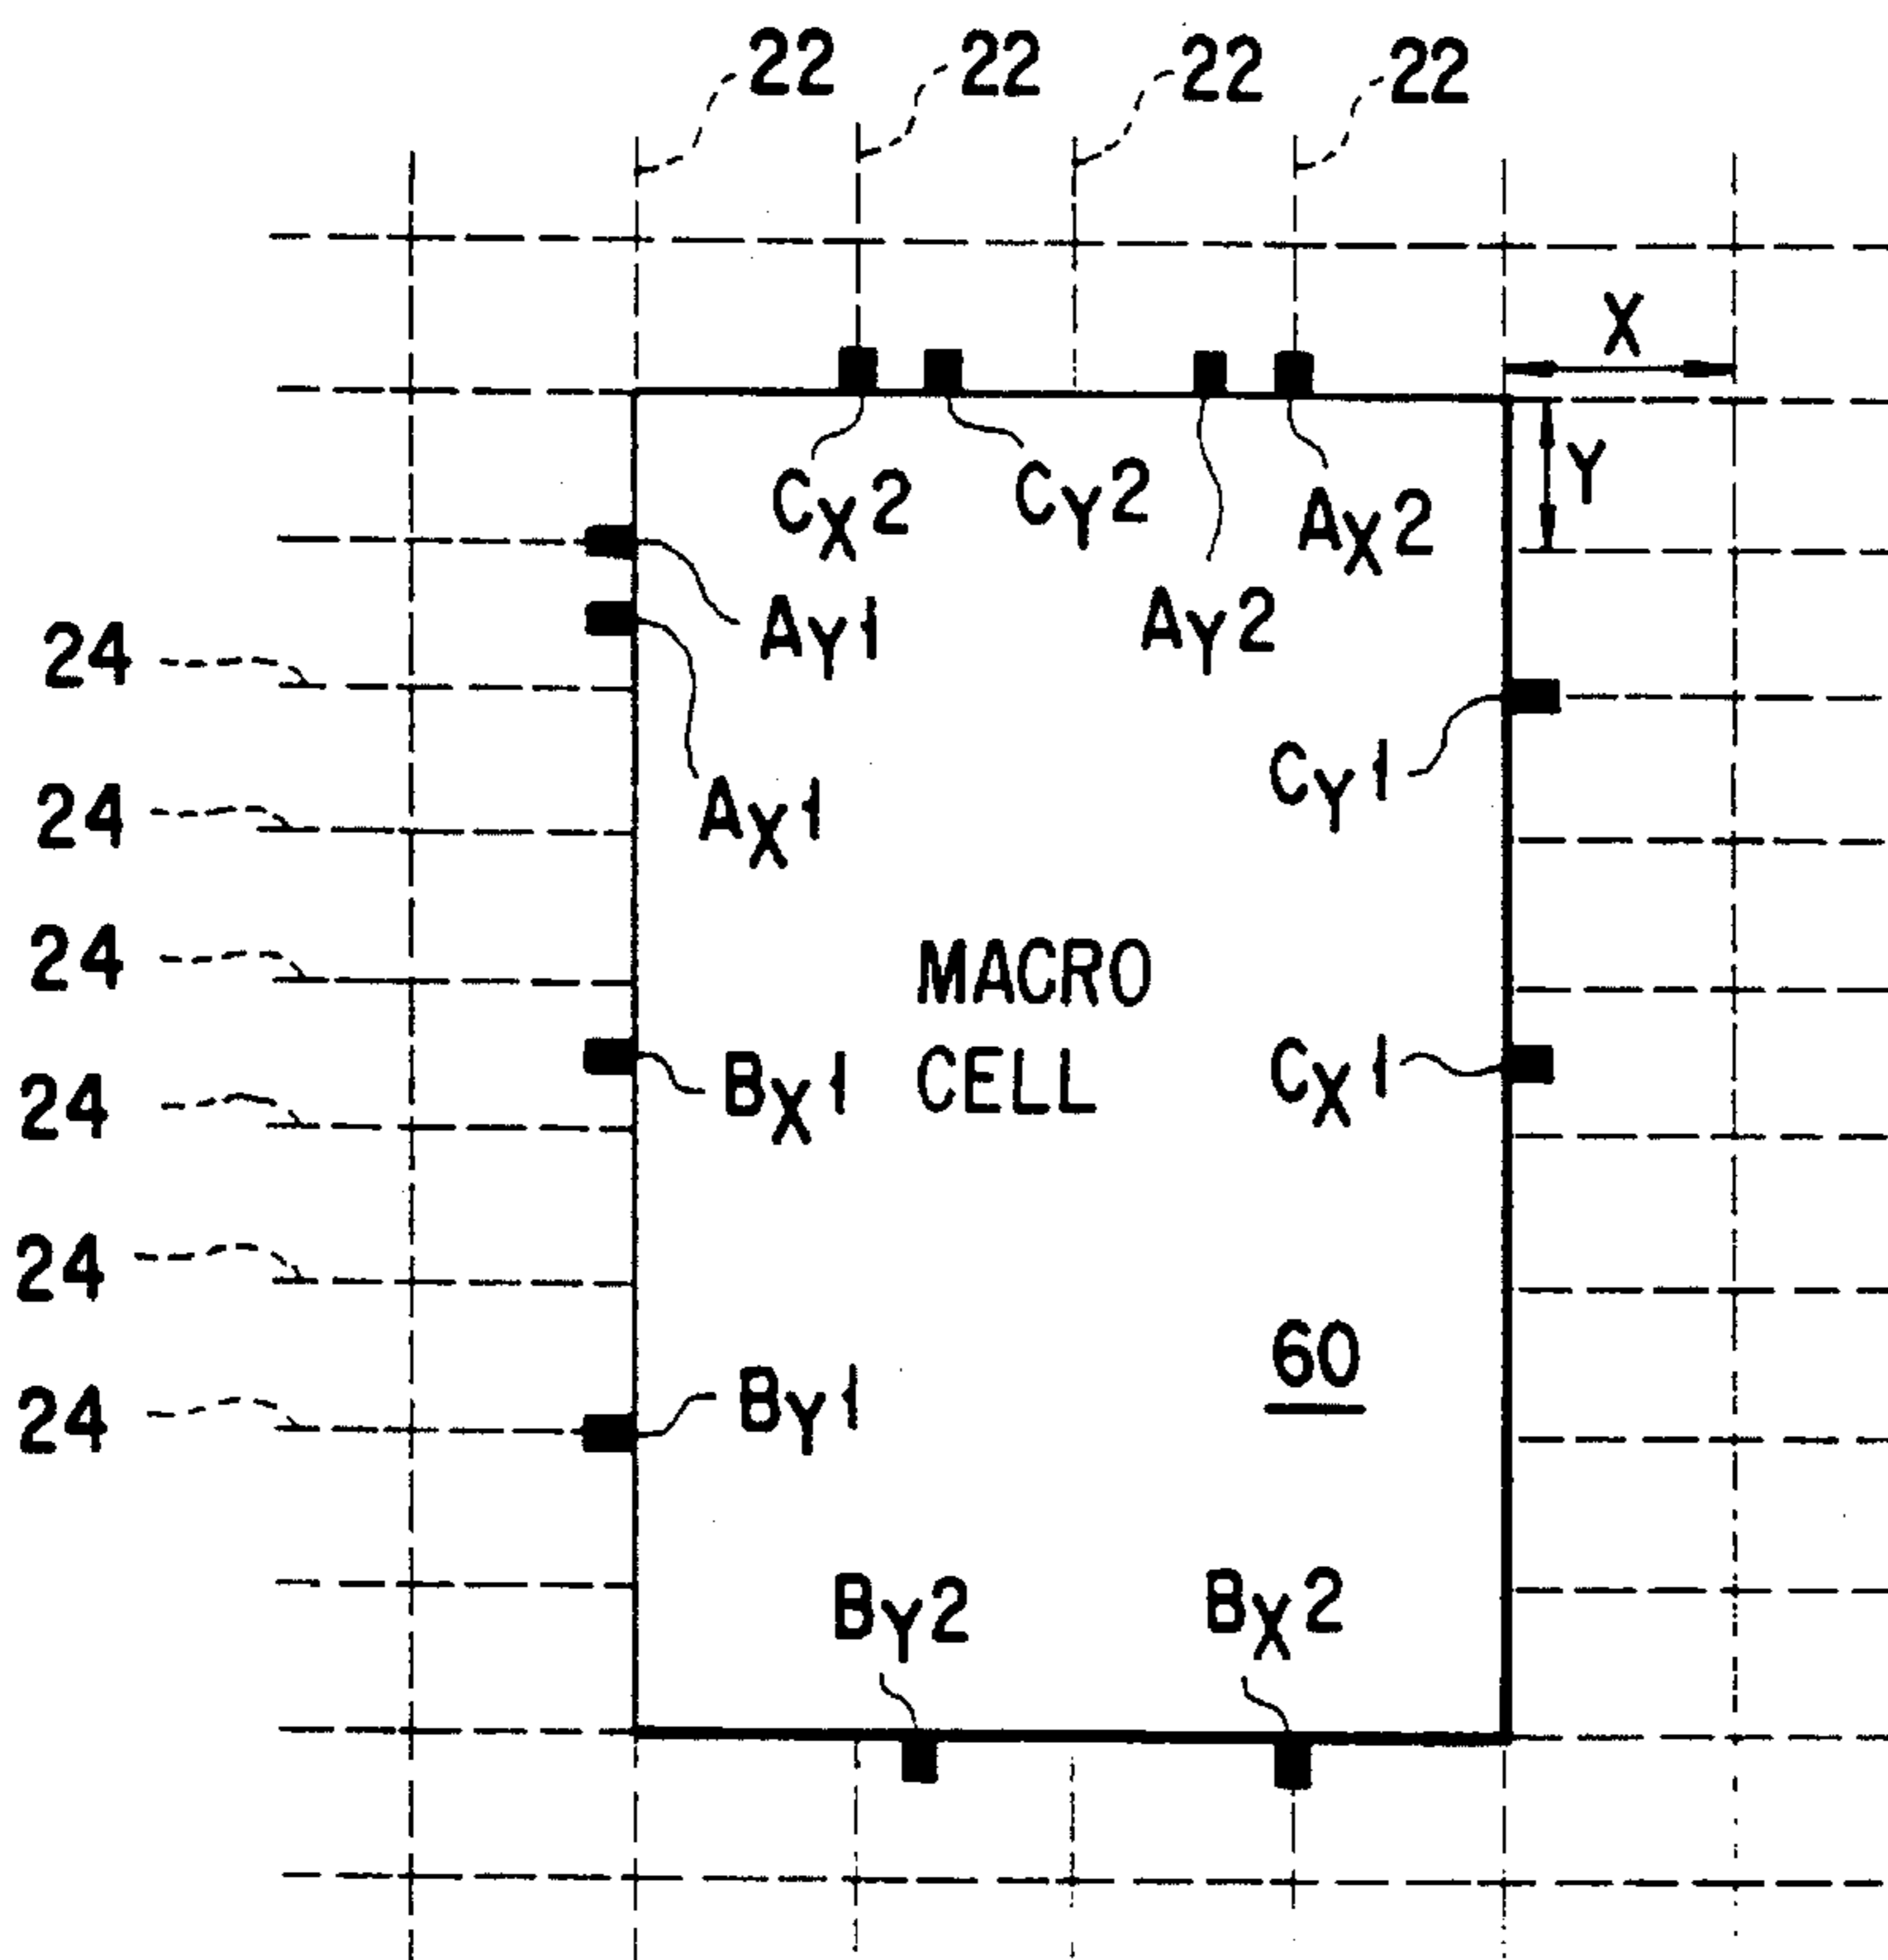 22 22 22 22
X
Y
CX2 CY2 AX2
AY1 AY2
24
CY1
24 AX1
24 MACRO
CELL
24 BX1 CX1
24
60
24 BY1
BY2 BX2